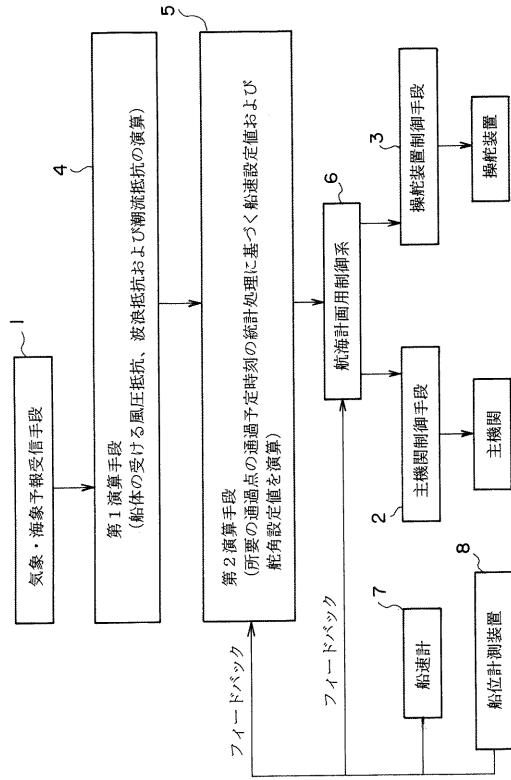 1
気象・海象予報受信手段
4
第1演算手段
(船体の受ける風圧抵抗、波浪抵抗および潮流抵抗の演算)
5
第2演算手段
(所要の通過点の通過予定時刻の統計処理に基づく船速設定値および
舵角設定値を演算)
フィードバック
6
航海計画用制御系
フィードバック
2
主機関制御手段
3
操舵装置制御手段
主機関
操舵装置
7
船速計
8
船位計測装置